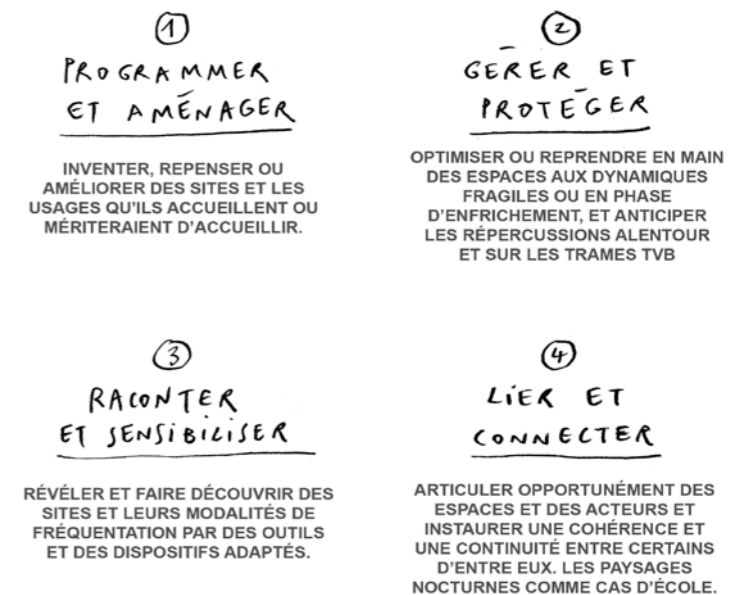 1
PROGRAMMER
ET AMÉNAGER
INVENTER, REPENSER OU
AMÉLIORER DES SITES ET LES
USAGES QU'ILS ACCUEILLENT OU
MÉRITERAIENT D'ACCUEILLIR.
2
GÉRER ET
PROTÉGER
OPTIMISER OU REPRENDRE EN MAIN
DES ESPACES AUX DYNAMIQUES
FRAGILES OU EN PHASE
D'ENFRICHEMENT, ET ANTICIPER
LES RÉPERCUSSIONS ALENTOUR
ET SUR LES TRAMES TVB
3
RACONTER
ET SENSIBILISER
RÉVÉLER ET FAIRE DÉCOUVRIR DES
SITES ET LEURS MODALITÉS DE
FRÉQUENTATION PAR DES OUTILS
ET DES DISPOSITIFS ADAPTÉS.
4
LIER ET
CONNECTER
ARTICULER OPPORTUNÉMENT DES
ESPACES ET DES ACTEURS ET
INSTAURER UNE COHÉRENCE ET
UNE CONTINUITÉ ENTRE CERTAINS
D'ENTRE EUX. LES PAYSAGES
NOCTURNES COMME CAS D'ÉCOLE.